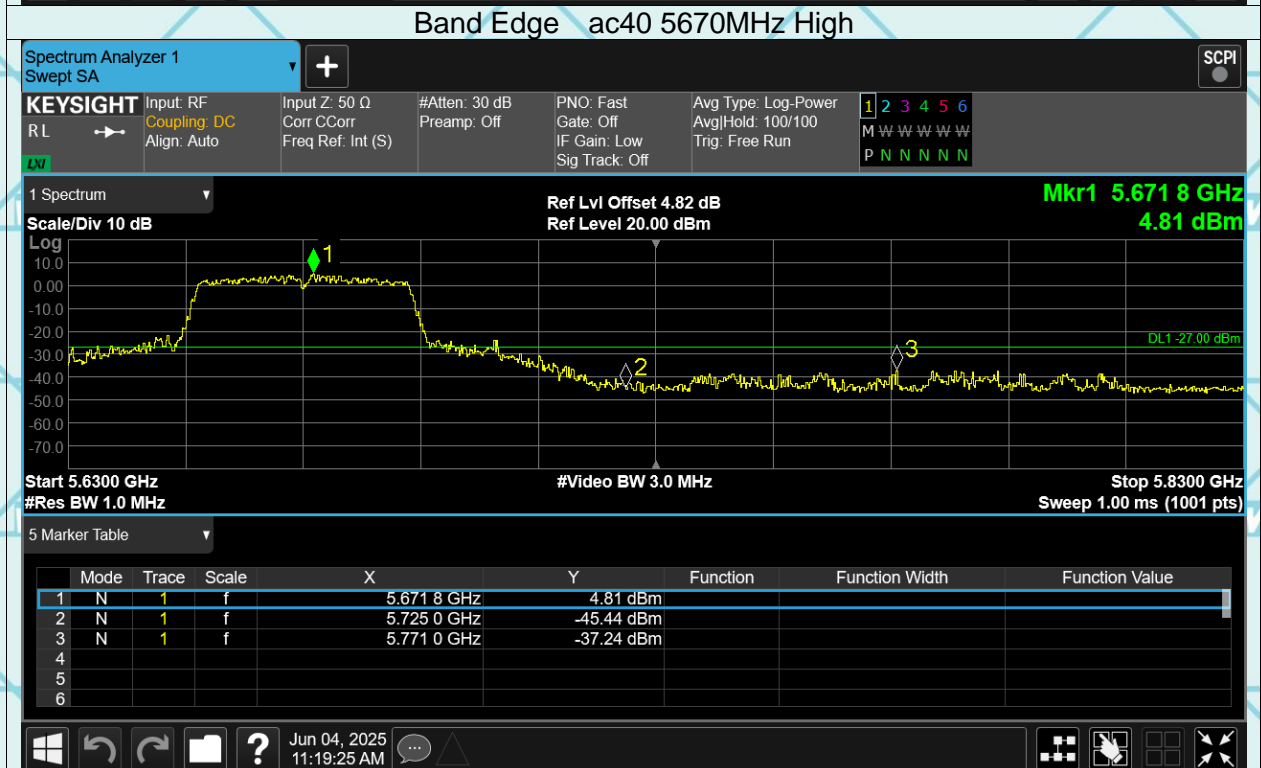 Band Edge ac40 5670MHz High
Spectrum Analyzer 1
Swept SA
+
SCPI
KEYSIGHT
R L
LXI
Input: RF
Coupling: DC
Align: Auto
Input Z: 50 Ω
Corr CCorr
Freq Ref: Int (S)
#Atten: 30 dB
Preamp: Off
PNO: Fast
Gate: Off
IF Gain: Low
Sig Track: Off
Avg Type: Log-Power
Avg|Hold: 100/100
Trig: Free Run
1 2 3 4 5 6
M W W W W W
P N N N N N
1 Spectrum
Scale/Div 10 dB
Ref Lvl Offset 4.82 dB
Ref Level 20.00 dBm
Mkr1 5.671 8 GHz
4.81 dBm
Log
10.0
0.00
-10.0
-20.0
-30.0
-40.0
-50.0
-60.0
-70.0
1
2
3
DL1 -27.00 dBm
Start 5.6300 GHz
#Res BW 1.0 MHz
#Video BW 3.0 MHz
Stop 5.8300 GHz
Sweep 1.00 ms (1001 pts)
5 Marker Table
Mode Trace Scale X Y Function Function Width Function Value
1 N 1 f 5.671 8 GHz 4.81 dBm
2 N 1 f 5.725 0 GHz -45.44 dBm
3 N 1 f 5.771 0 GHz -37.24 dBm
4
5
6
?
Jun 04, 2025
11:19:25 AM